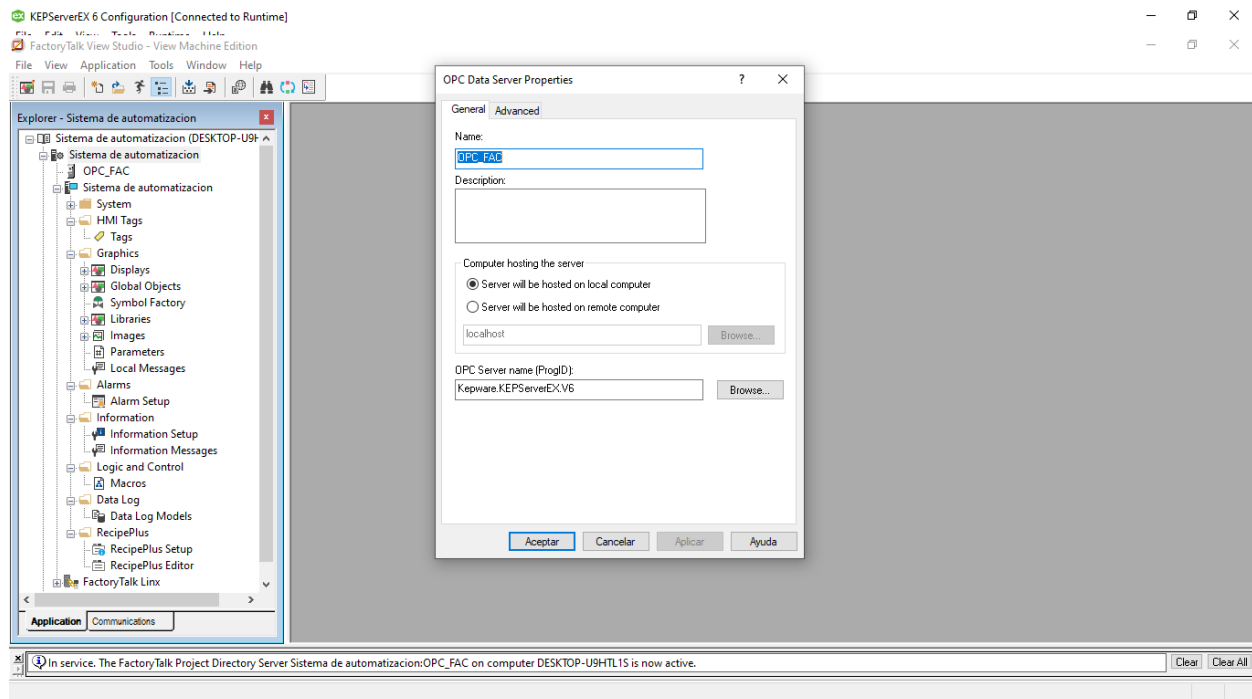 KEPServerEX 6 Configuration [Connected to Runtime]
FactoryTalk View Studio - View Machine Edition
File View Application Tools Window Help
Explorer - Sistema de automatizacion
Sistema de automatizacion (DESKTOP-U9H
Sistema de automatizacion
OPC_FAC
Sistema de automatizacion
System
HMI Tags
Tags
Graphics
Displays
Global Objects
Symbol Factory
Libraries
Images
Parameters
Local Messages
Alarms
Alarm Setup
Information
Information Setup
Information Messages
Logic and Control
Macros
Data Log
Data Log Models
RecipePlus
RecipePlus Setup
RecipePlus Editor
FactoryTalk Linx
Application Communications
OPC Data Server Properties
General Advanced
Name:
OPC_FAC
Description:
Computer hosting the server
Server will be hosted on local computer
Server will be hosted on remote computer
localhost Browse...
OPC Server name (ProgID):
Kepware.KEPServerEX.V6 Browse...
Aceptar Cancelar Aplicar Ayuda
In service. The FactoryTalk Project Directory Server Sistema de automatizacion:OPC_FAC on computer DESKTOP-U9HTL1S is now active.
Clear Clear All